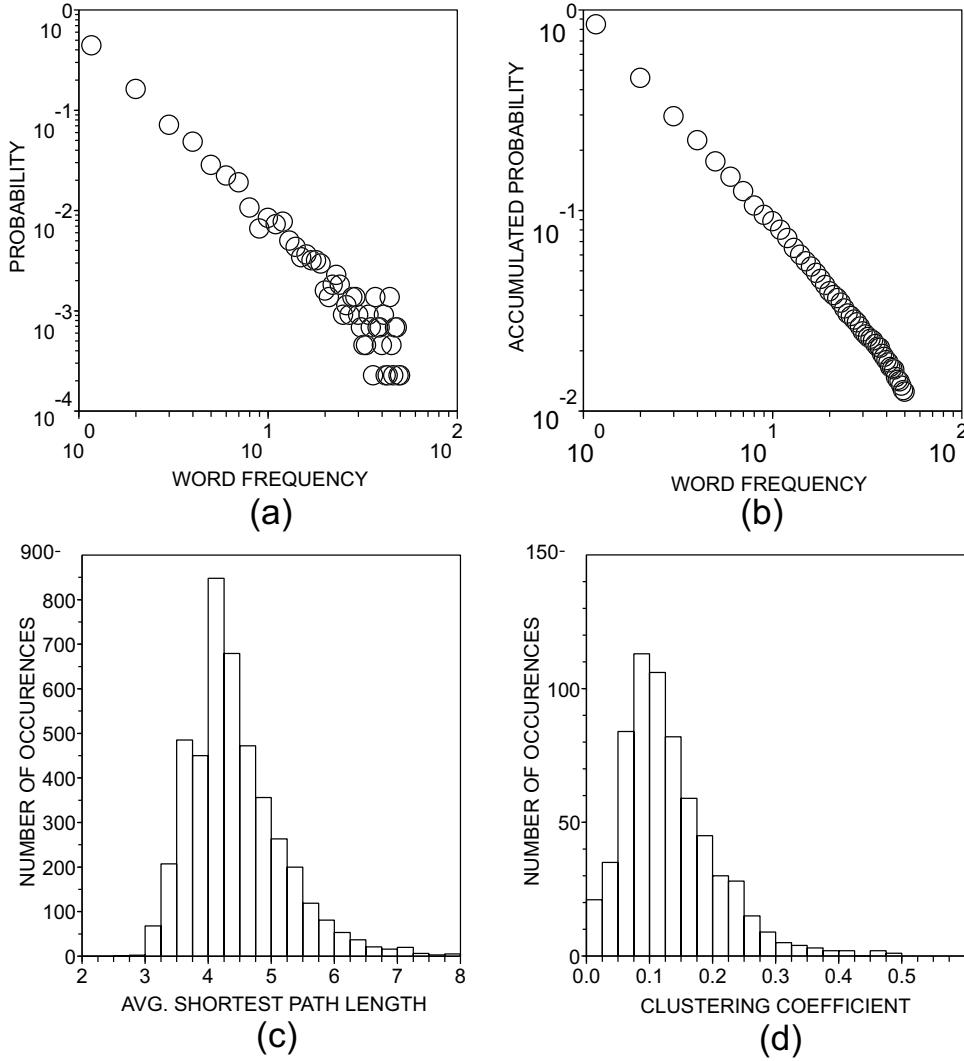 10^0
10^-1
10^-2
10^-3
10^-4
PROBABILITY
10^0 10^1 10^2
WORD FREQUENCY
(a)
10^0
10^-1
10^-2
ACCUMULATED PROBABILITY
10^0 10^1 10^2
WORD FREQUENCY
(b)
900-
800
700
600
500
400
300
200
100
0
NUMBER OF OCCURENCES
2 3 4 5 6 7 8
AVG. SHORTEST PATH LENGTH
(c)
150-
100
50
0
NUMBER OF OCCURENCES
0.0 0.1 0.2 0.3 0.4 0.5
CLUSTERING COEFFICIENT
(d)